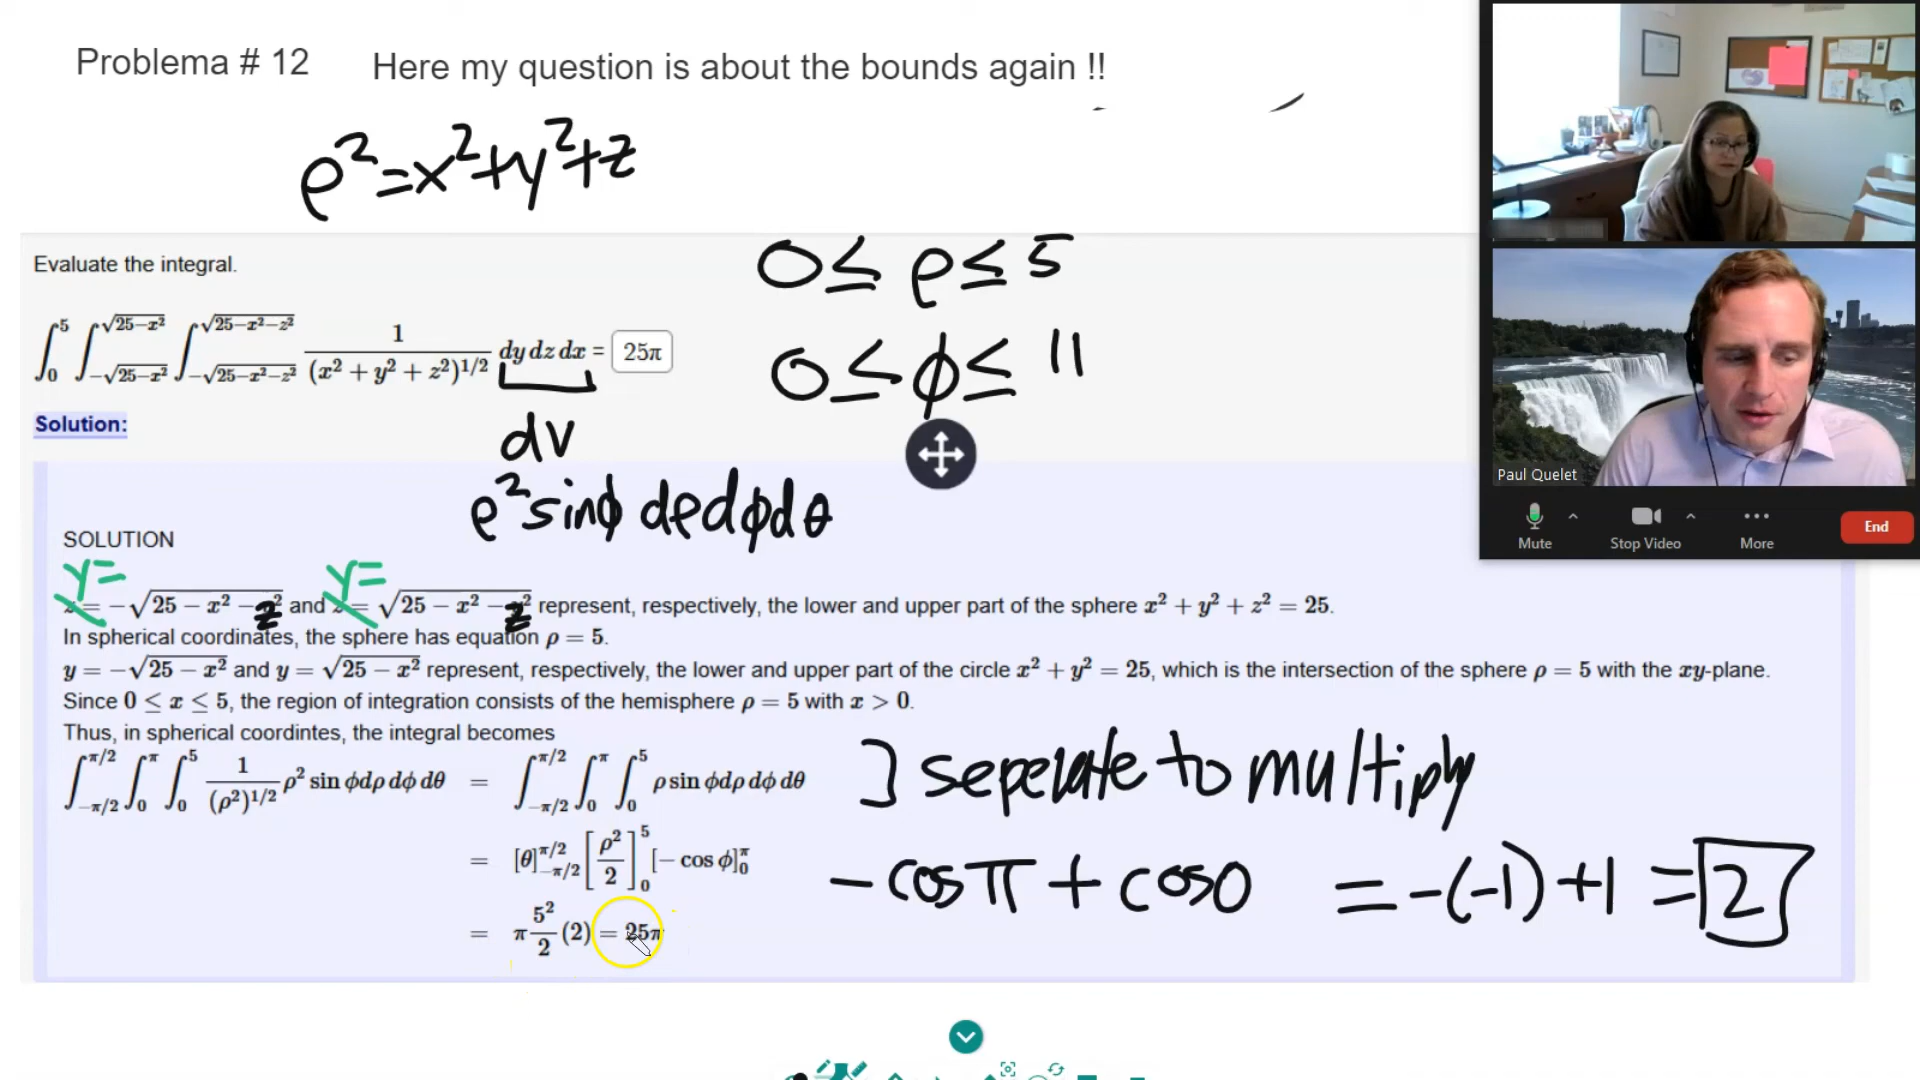 Problema # 12 Here my question is about the bounds again !!
ρ²=x²+y²+z
Evaluate the integral.
∫₀⁵ ∫_{-√(25-x²)}^{√(25-x²)} ∫_{-√(25-x²-z²)}^{√(25-x²-z²)} 1/(x² + y² + z²)^{1/2} dy dz dx = 25π
0 ≤ ρ ≤ 5
0 ≤ ϕ ≤ π
Solution:
dV
ρ²sinϕ dρdϕdθ
SOLUTION
y= y=
z = -√(25 - x² - z²) and z = √(25 - x² - z²) represent, respectively, the lower and upper part of the sphere x² + y² + z² = 25.
In spherical coordinates, the sphere has equation ρ = 5.
y = -√(25 - x²) and y = √(25 - x²) represent, respectively, the lower and upper part of the circle x² + y² = 25, which is the intersection of the sphere ρ = 5 with the xy-plane.
Since 0 ≤ x ≤ 5, the region of integration consists of the hemisphere ρ = 5 with x > 0.
Thus, in spherical coordintes, the integral becomes
∫_{-π/2}^{π/2} ∫₀^π ∫₀⁵ 1/(ρ²)^{1/2} ρ² sin ϕdρ dϕ dθ = ∫_{-π/2}^{π/2} ∫₀^π ∫₀⁵ ρ sin ϕdρ dϕ dθ ] seperate to multiply
= [θ]_{-π/2}^{π/2} [ρ²/2]₀⁵ [- cos ϕ]₀^π - cosπ + cos0 = -(-1)+1 = 2
= π 5²/2 (2) = 25π
Paul Quelet
Mute
Stop Video
More
End